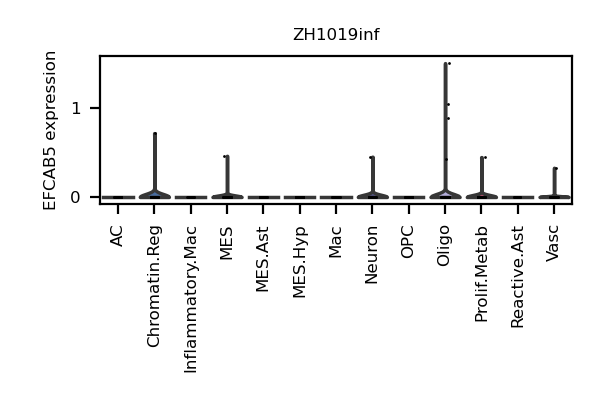 ZH1019inf
EFCAB5 expression
1
0
AC
Chromatin.Reg
Inflammatory.Mac
MES
MES.Ast
MES.Hyp
Mac
Neuron
OPC
Oligo
Prolif.Metab
Reactive.Ast
Vasc